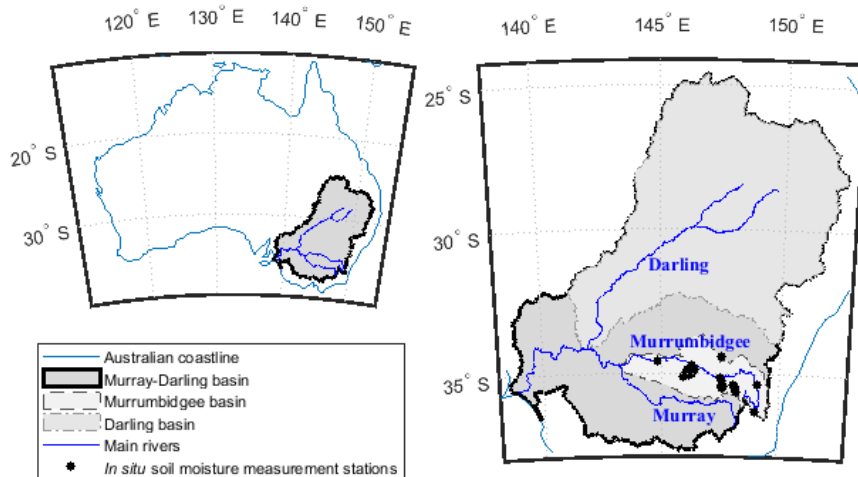 120° E
130° E
140° E
150° E
20° S
30° S
Australian coastline
Murray-Darling basin
Murrumbidgee basin
Darling basin
Main rivers
In situ soil moisture measurement stations
140° E
145° E
150° E
25° S
30° S
35° S
Darling
Murrumbidgee
Murray